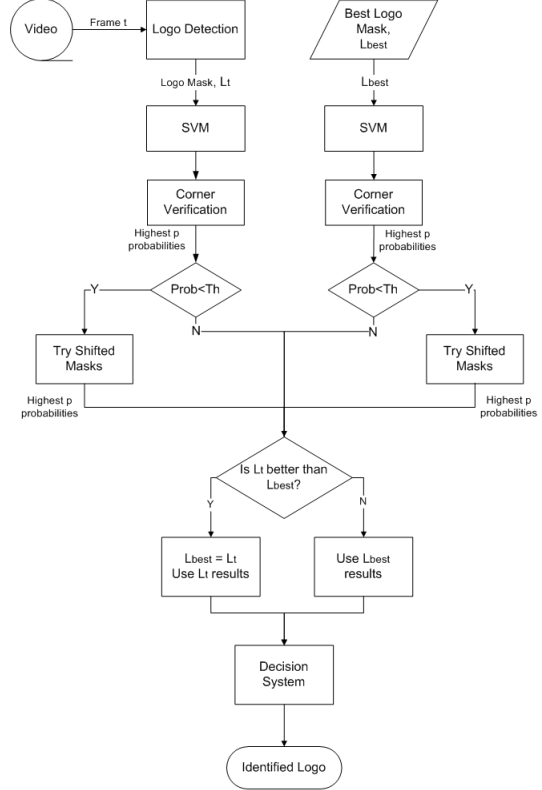 Video
Frame t
Logo Detection
Best Logo
Mask,
Lbest
Logo Mask, Lt
Lbest
SVM
SVM
Corner
Verification
Corner
Verification
Highest p
probabilities
Highest p
probabilities
Prob<Th
Prob<Th
Y
Y
N
N
Try Shifted
Masks
Try Shifted
Masks
Highest p
probabilities
Highest p
probabilities
Is Lt better than
Lbest?
Y
N
Lbest = Lt
Use Lt results
Use Lbest
results
Decision
System
Identified Logo